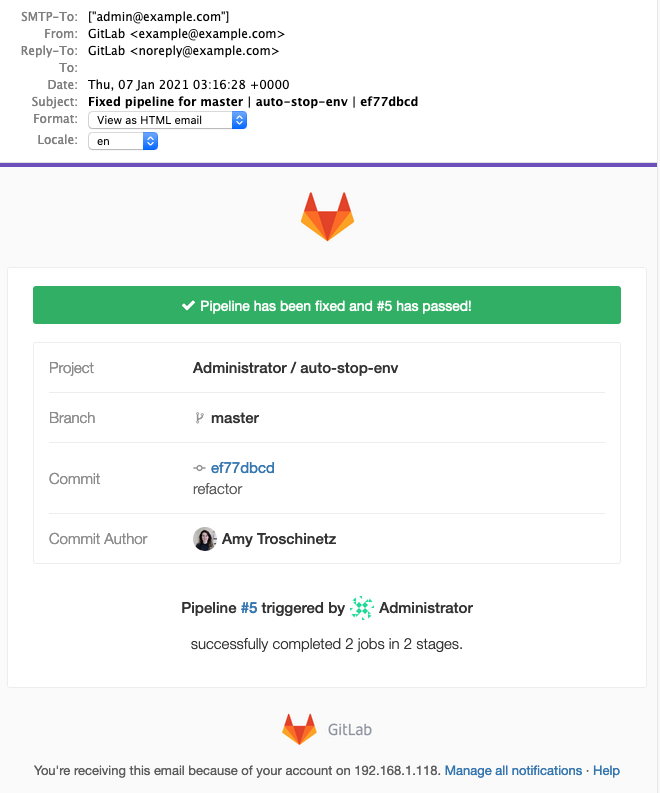 SMTP-To: ["admin@example.com"]
From: GitLab <example@example.com>
Reply-To: GitLab <noreply@example.com>
To:
Date: Thu, 07 Jan 2021 03:16:28 +0000
Subject: Fixed pipeline for master | auto-stop-env | ef77dbcd
Format: View as HTML email
Locale: en
Pipeline has been fixed and #5 has passed!
Project Administrator / auto-stop-env
Branch master
Commit ef77dbcd
refactor
Commit Author Amy Troschinetz
Pipeline #5 triggered by Administrator
successfully completed 2 jobs in 2 stages.
GitLab
You're receiving this email because of your account on 192.168.1.118. Manage all notifications · Help